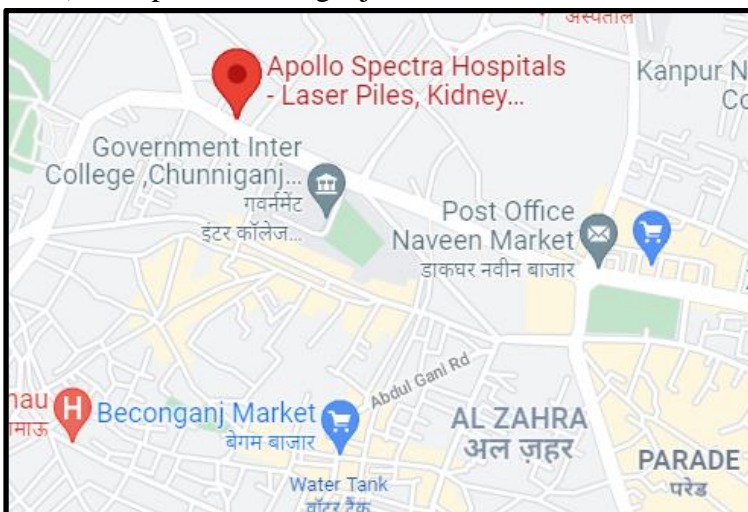 अस्पताल
Apollo Spectra Hospitals
- Laser Piles, Kidney...
Kanpur N
Co
Government Inter
College ,Chunniganj...
गवर्नमेंट
इंटर कॉलेज...
Post Office
Naveen Market
डाकघर नवीन बाजार
Abdul Gani Rd
nau
H
माऊ
Beconganj Market
बेगम बाजार
AL ZAHRA
अल ज़हर
PARADE
परेड
Water Tank
वॉटर टैंक